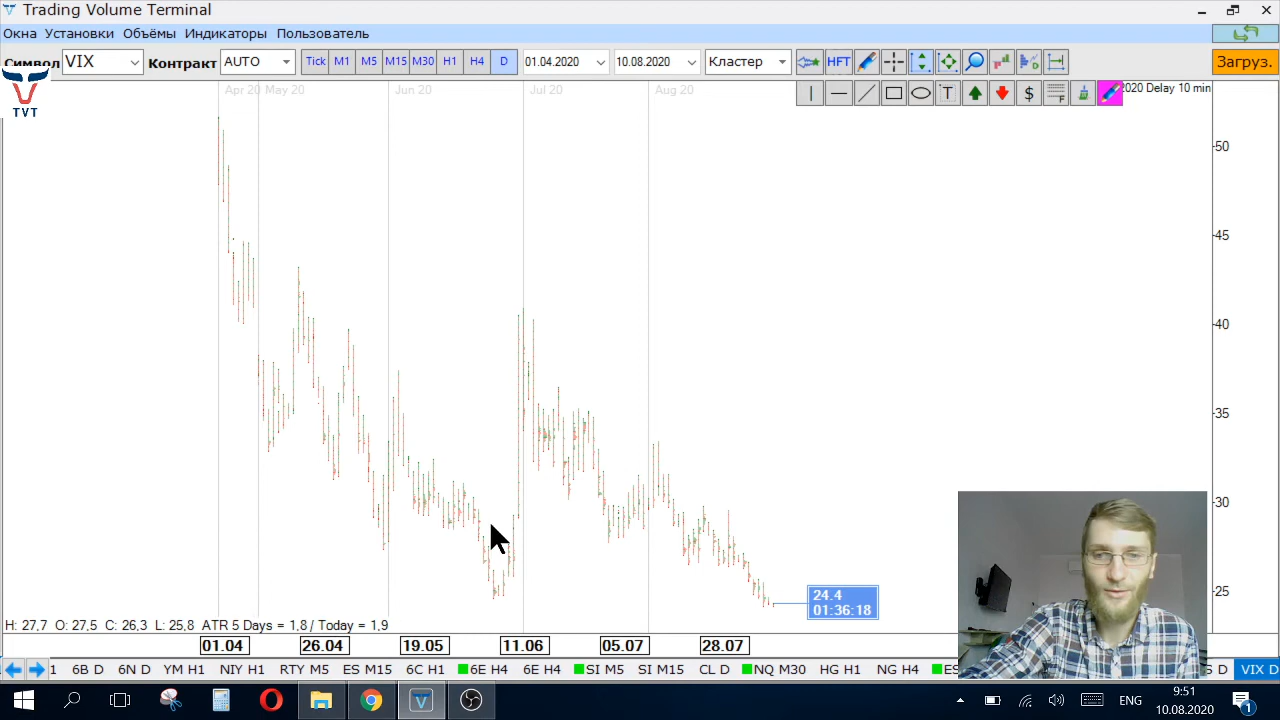 Trading Volume Terminal
Окна Установки Объёмы Индикаторы Пользователь
Символ VIX Контракт AUTO Tick M1 M5 M15 M30 H1 H4 D 01.04.2020 10.08.2020 Кластер HFT Загруз.
TVT
T $ F
2020 Delay 10 min
Apr 20 May 20 Jun 20 Jul 20 Aug 20
50
45
40
35
30
25
24.4
01:36:18
H: 27,7 O: 27,5 C: 26,3 L: 25,8 ATR 5 Days = 1,8 / Today = 1,9
01.04 26.04 19.05 11.06 05.07 28.07
1 6B D 6N D YM H1 NIY H1 RTY M5 ES M15 6C H1 6E H4 6E H4 SI M5 SI M15 CL D NQ M30 HG H1 NG H4 ES S D VIX D
ENG
9:51
10.08.2020
1